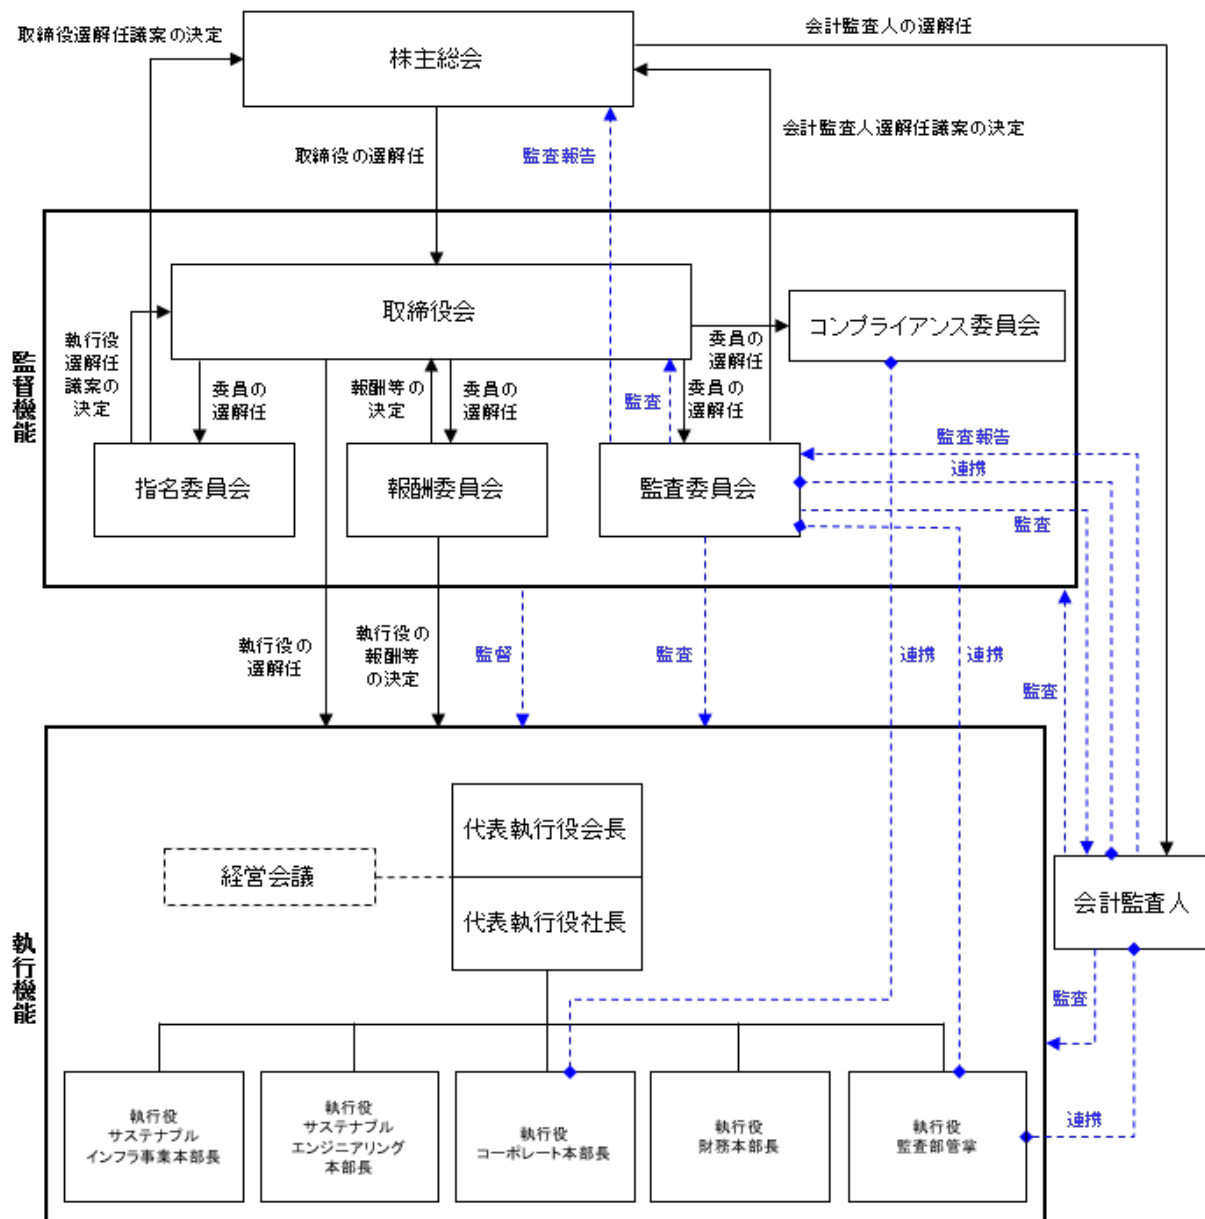 取締役選解任議案の決定
会計監査人の選解任
株主総会
会計監査人選解任議案の決定
取締役の選解任
監査報告
監督機能
取締役会
コンプライアンス委員会
執行役
選解任
議案の
決定
委員の
選解任
報酬等の
決定
委員の
選解任
監査
委員の
選解任
委員の
選解任
指名委員会
報酬委員会
監査委員会
監査報告
連携
監査
執行役の
選解任
執行役の
報酬等
の決定
監督
監査
連携
連携
監査
執行機能
代表執行役会長
経営会議
代表執行役社長
会計監査人
監査
連携
執行役
サステナブル
インフラ事業本部長
執行役
サステナブル
エンジニアリング
本部長
執行役
コーポレート本部長
執行役
財務本部長
執行役
監査部管掌